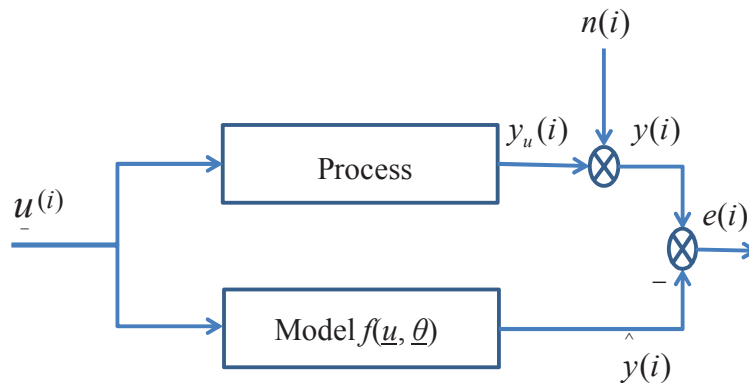 n(i)
y_u(i)
y(i)
Process
u^(i)
e(i)
−
Model f(u, θ)
ŷ(i)